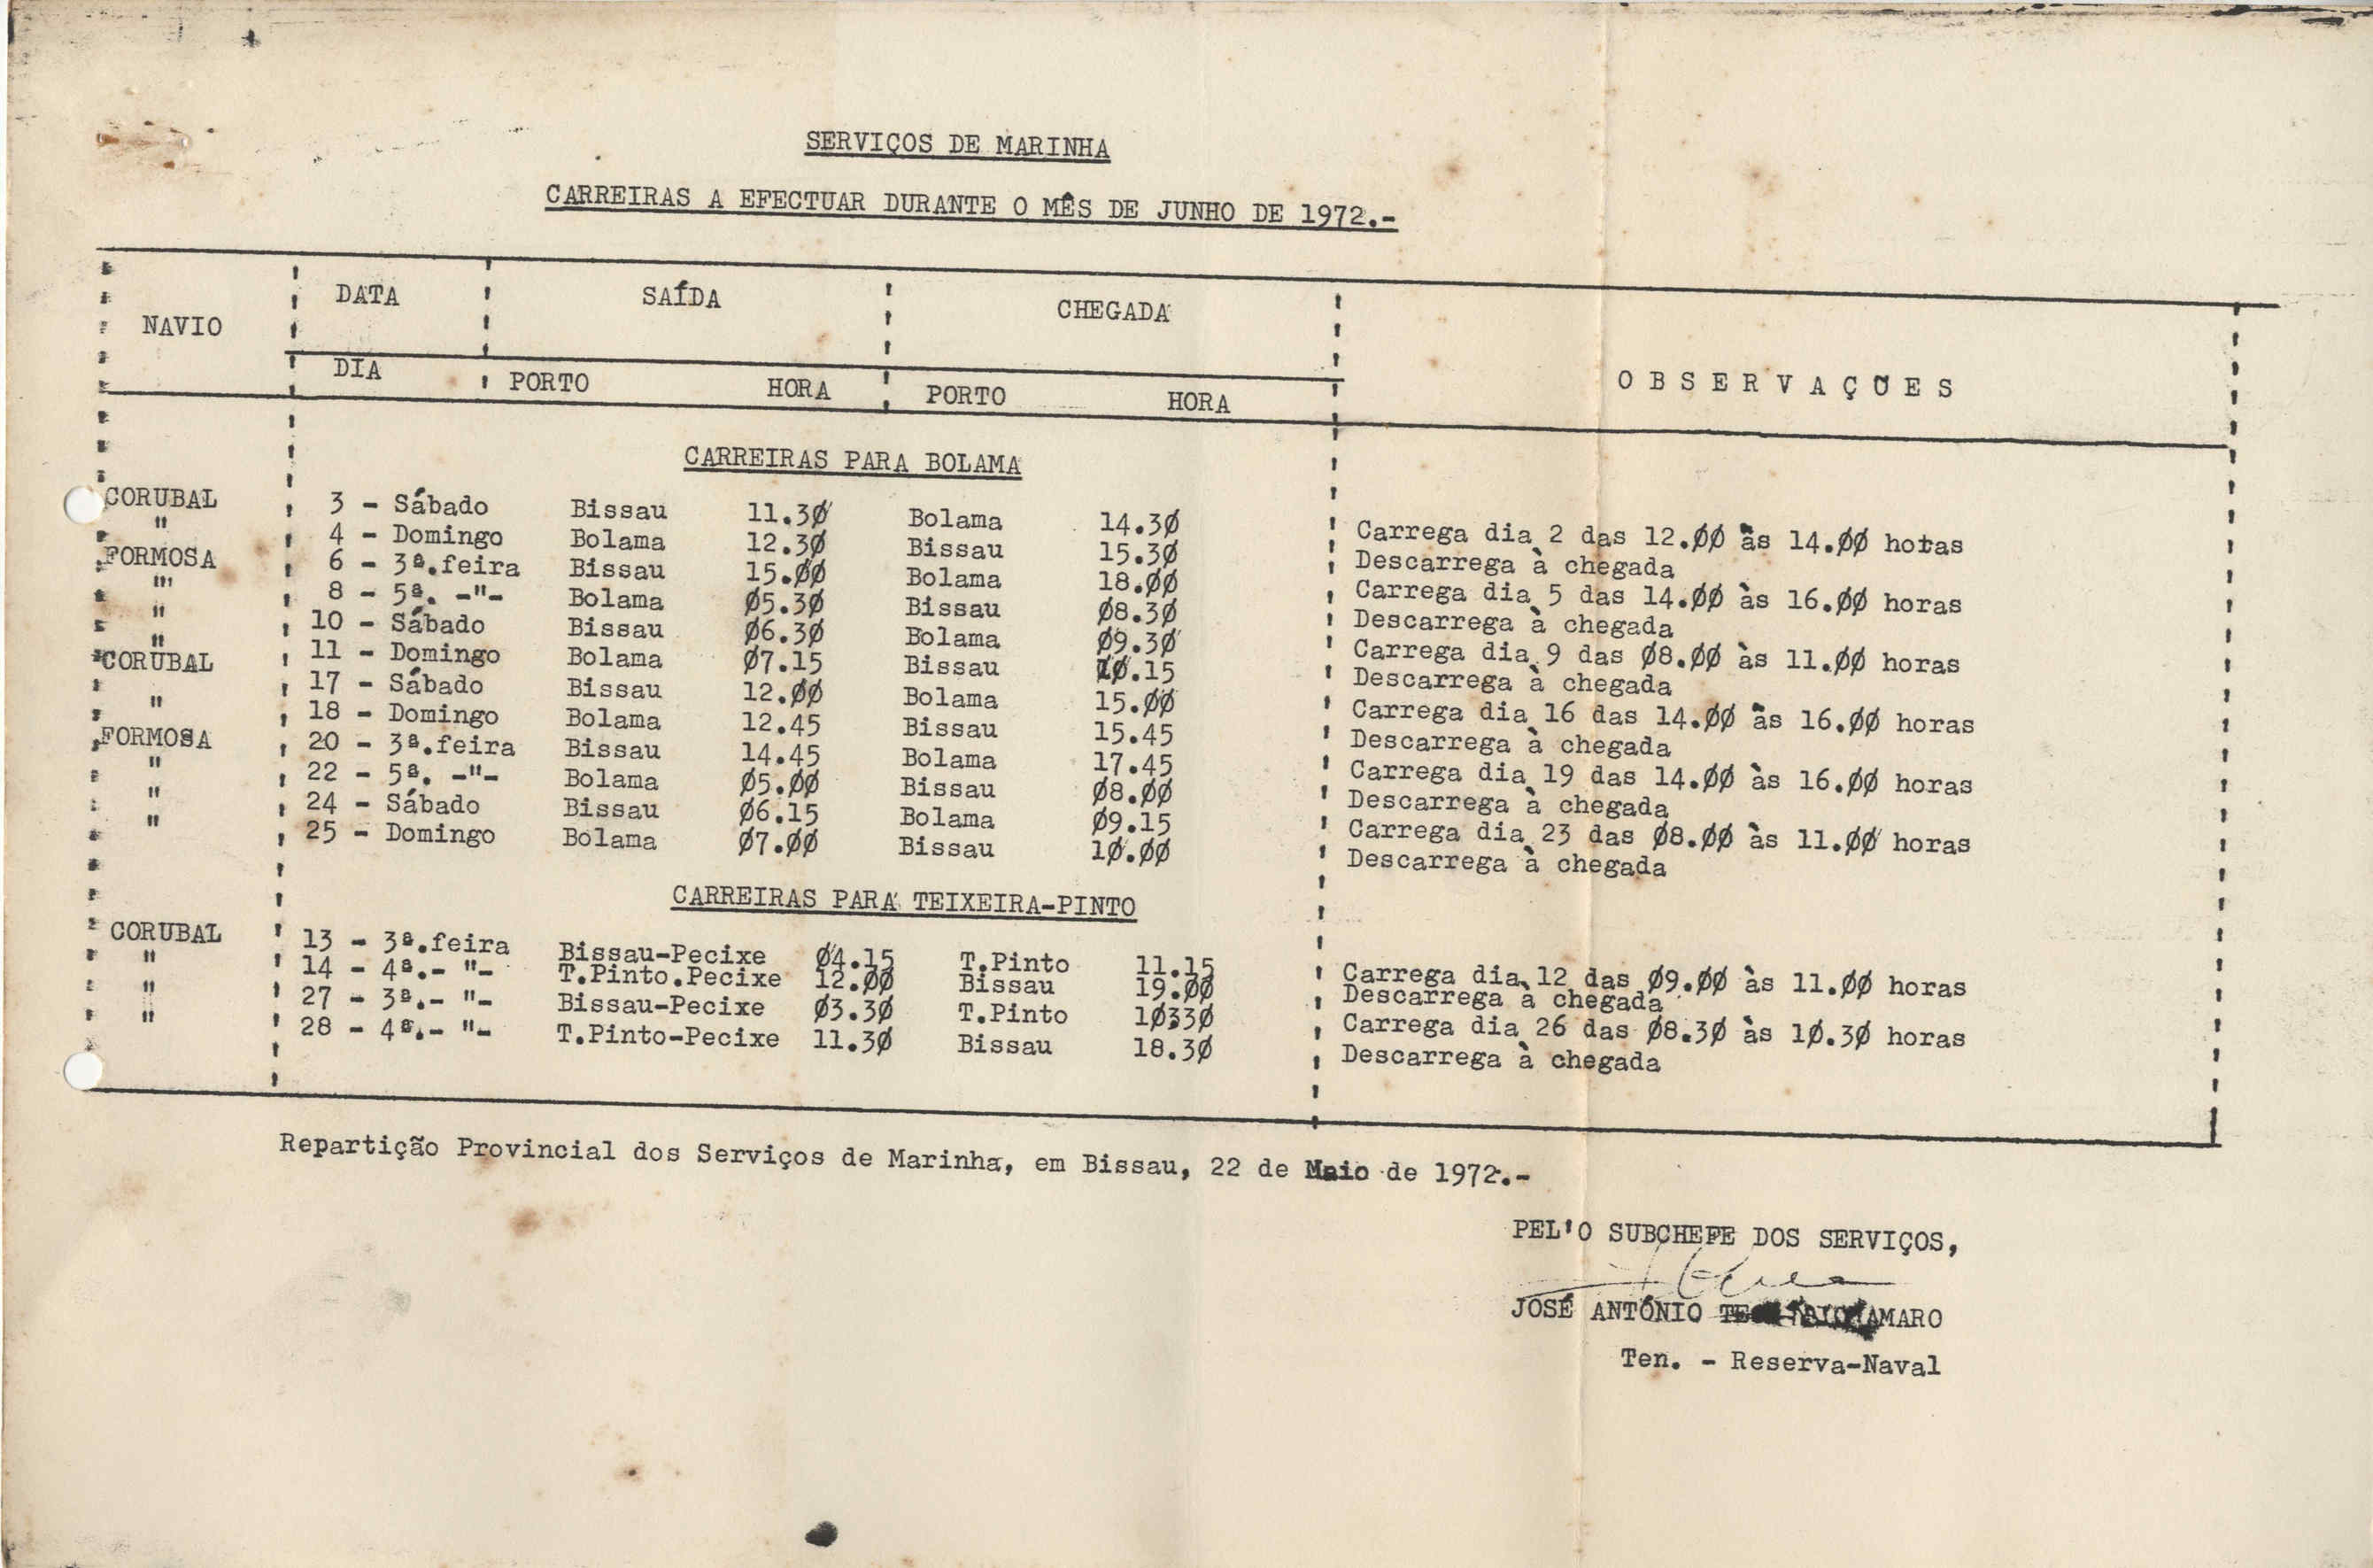 SERVIÇOS DE MARINHA
CARREIRAS A EFECTUAR DURANTE O MÊS DE JUNHO DE 1972.-
NAVIO DATA SAÍDA CHEGADA OBSERVAÇÕES
DIA PORTO HORA PORTO HORA
CARREIRAS PARA BOLAMA
CORUBAL 3 - Sábado Bissau 11.30 Bolama 14.30 Carrega dia 2 das 12.00 às 14.00 hotas
" 4 - Domingo Bolama 12.30 Bissau 15.30 Descarrega à chegada
FORMOSA 6 - 3ª.feira Bissau 15.00 Bolama 18.00 Carrega dia 5 das 14.00 às 16.00 horas
" 8 - 5ª. -"- Bolama 05.30 Bissau 08.30 Descarrega à chegada
" 10 - Sábado Bissau 06.30 Bolama 09.30 Carrega dia 9 das 08.00 às 11.00 horas
" 11 - Domingo Bolama 07.15 Bissau 10.15 Descarrega à chegada
CORUBAL 17 - Sábado Bissau 12.00 Bolama 15.00 Carrega dia 16 das 14.00 às 16.00 horas
" 18 - Domingo Bolama 12.45 Bissau 15.45 Descarrega à chegada
FORMOSA 20 - 3ª.feira Bissau 14.45 Bolama 17.45 Carrega dia 19 das 14.00 às 16.00 horas
" 22 - 5ª. -"- Bolama 05.00 Bissau 08.00 Descarrega à chegada
" 24 - Sábado Bissau 06.15 Bolama 09.15 Carrega dia 23 das 08.00 às 11.00 horas
" 25 - Domingo Bolama 07.00 Bissau 10.00 Descarrega à chegada
CARREIRAS PARA TEIXEIRA-PINTO
CORUBAL 13 - 3ª.feira Bissau-Pecixe 04.15 T.Pinto 11.15 Carrega dia 12 das 09.00 às 11.00 horas
" 14 - 4ª.- "- T.Pinto.Pecixe 12.00 Bissau 19.00 Descarrega à chegada
" 27 - 3ª.- "- Bissau-Pecixe 03.30 T.Pinto 10330 Carrega dia 26 das 08.30 às 10.30 horas
" 28 - 4ª.- "- T.Pinto-Pecixe 11.30 Bissau 18.30 Descarrega à chegada
Repartição Provincial dos Serviços de Marinha, em Bissau, 22 de Maio de 1972.-
PEL'O SUBCHEFE DOS SERVIÇOS,
JOSÉ ANTÓNIO AMARO
Ten. - Reserva-Naval